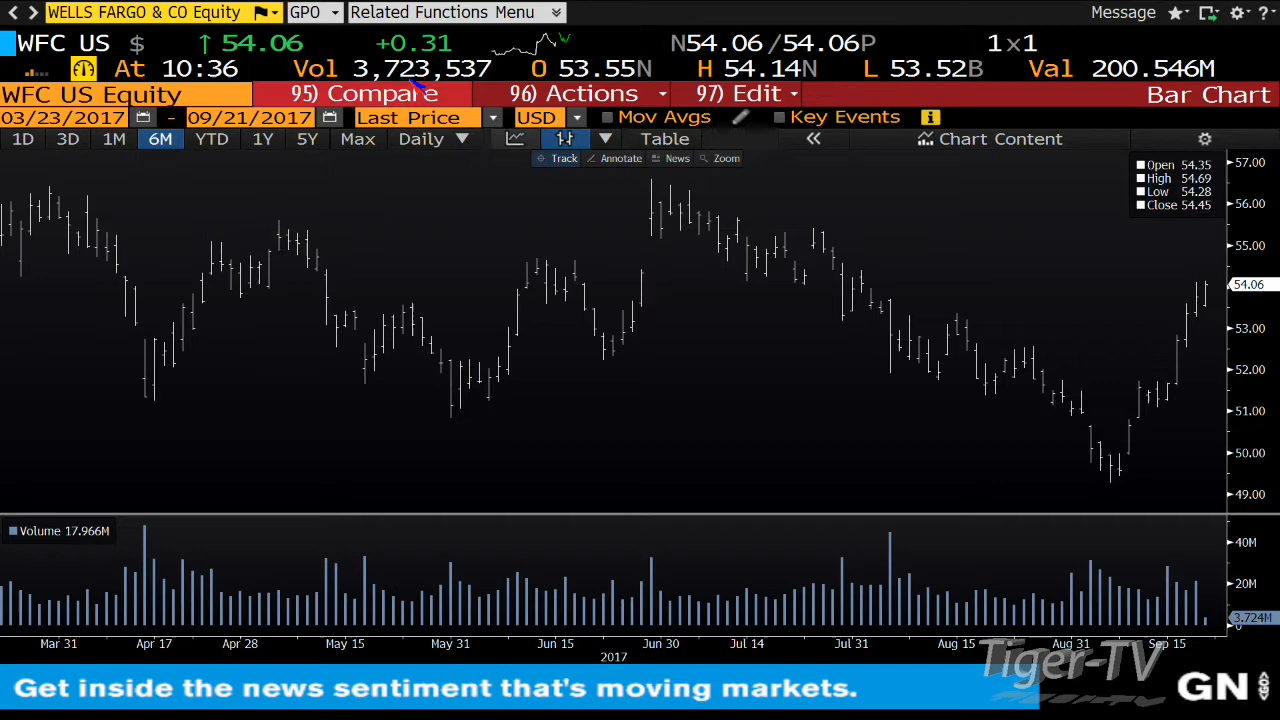 WELLS FARGO & CO Equity GPO Related Functions Menu Message ?
WFC US $ ↑ 54.06 +0.31 N54.06 /54.06P 1x1
At 10:36 Vol 3,723,537 O 53.55N H 54.14N L 53.52B Val 200.546M
WFC US Equity 95) Compare 96) Actions 97) Edit Bar Chart
03/23/2017 - 09/21/2017 Last Price USD Mov Avgs Key Events
1D 3D 1M 6M YTD 1Y 5Y Max Daily ▼ Table « Chart Content
Track Annotate News Zoom
Open 54.35
High 54.69
Low 54.28
Close 54.45
57.00
56.00
55.00
54.06
53.00
52.00
51.00
50.00
49.00
Volume 17.966M
40M
20M
3.724M
0
Mar 31 Apr 17 Apr 28 May 15 May 31 Jun 15 Jun 30 Jul 14 Jul 31 Aug 15 Aug 31 Sep 15
2017
Tiger-TV
Get inside the news sentiment that's moving markets.
GN GO